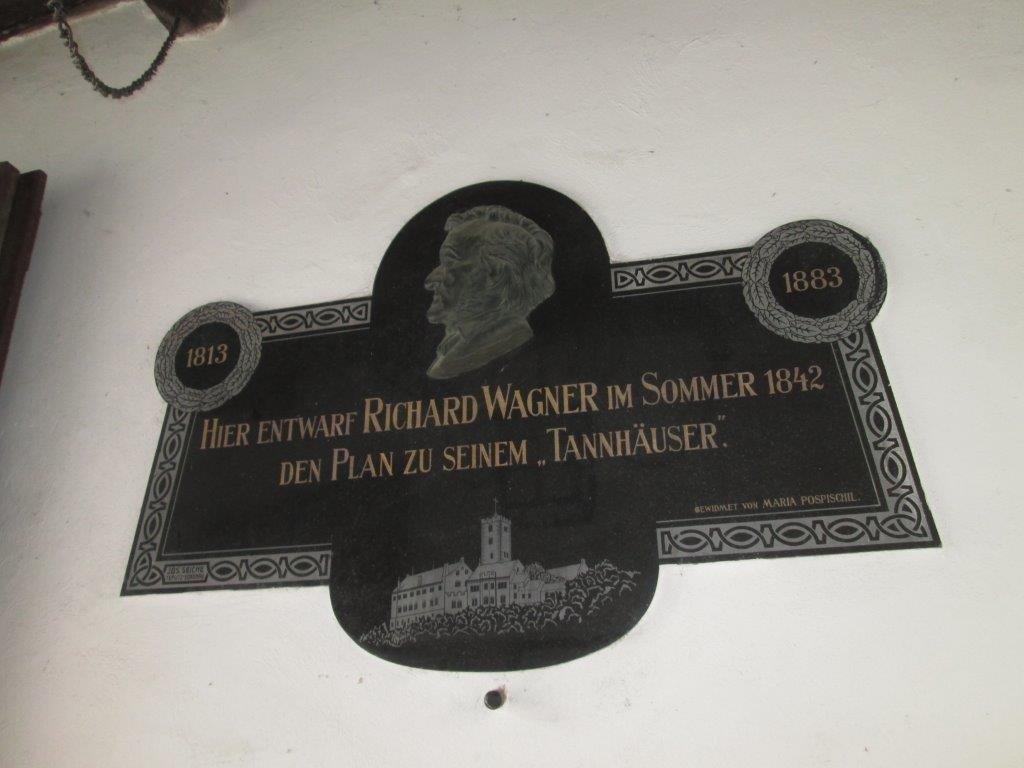 1813
1883
HIER ENTWARF RICHARD WAGNER IM SOMMER 1842
DEN PLAN ZU SEINEM „TANNHÄUSER”.
GEWIDMET VON MARIA POSPISCHIL.